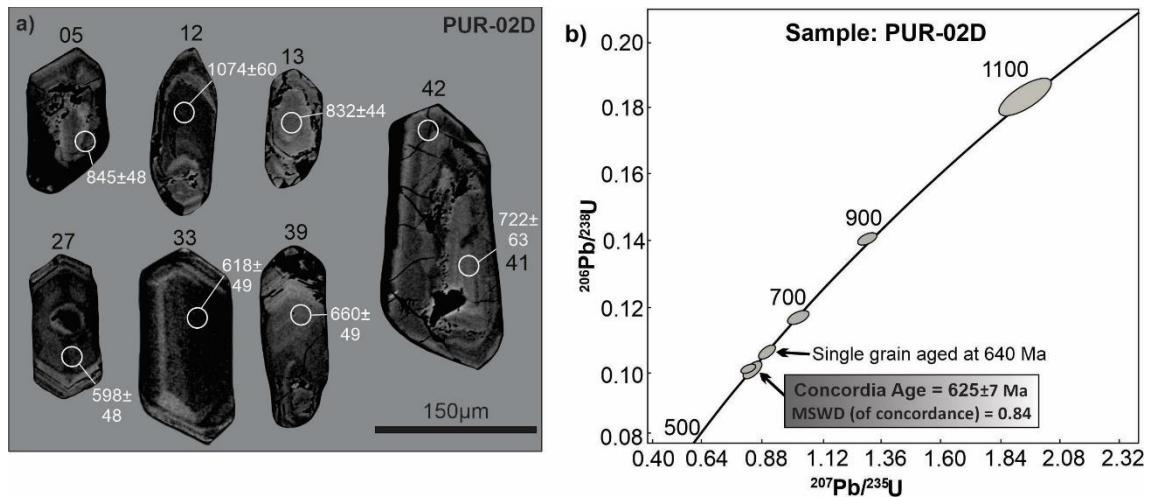 a)
PUR-02D
05
12
13
42
1074±60
832±44
845±48
722±
63
41
27
33
39
618±
49
660±
49
598±
48
150μm
b)
Sample: PUR-02D
206Pb/238U
0.20
0.18
0.16
0.14
0.12
0.10
0.08
1100
900
700
Single grain aged at 640 Ma
Concordia Age = 625±7 Ma
MSWD (of concordance) = 0.84
500
0.40 0.64 0.88 1.12 1.36 1.60 1.84 2.08 2.32
207Pb/235U